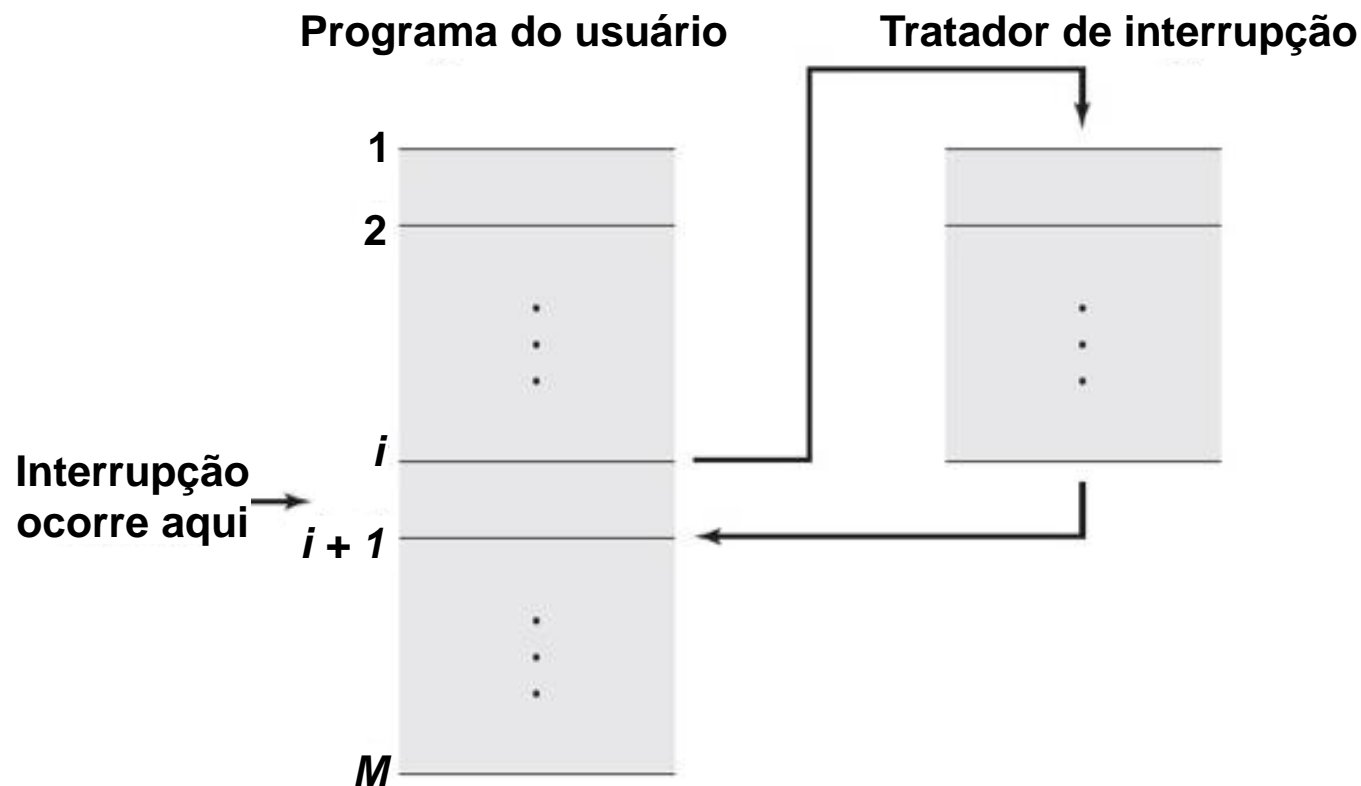 Programa do usuário
Tratador de interrupção
1
2
i
Interrupção
ocorre aqui
i + 1
M